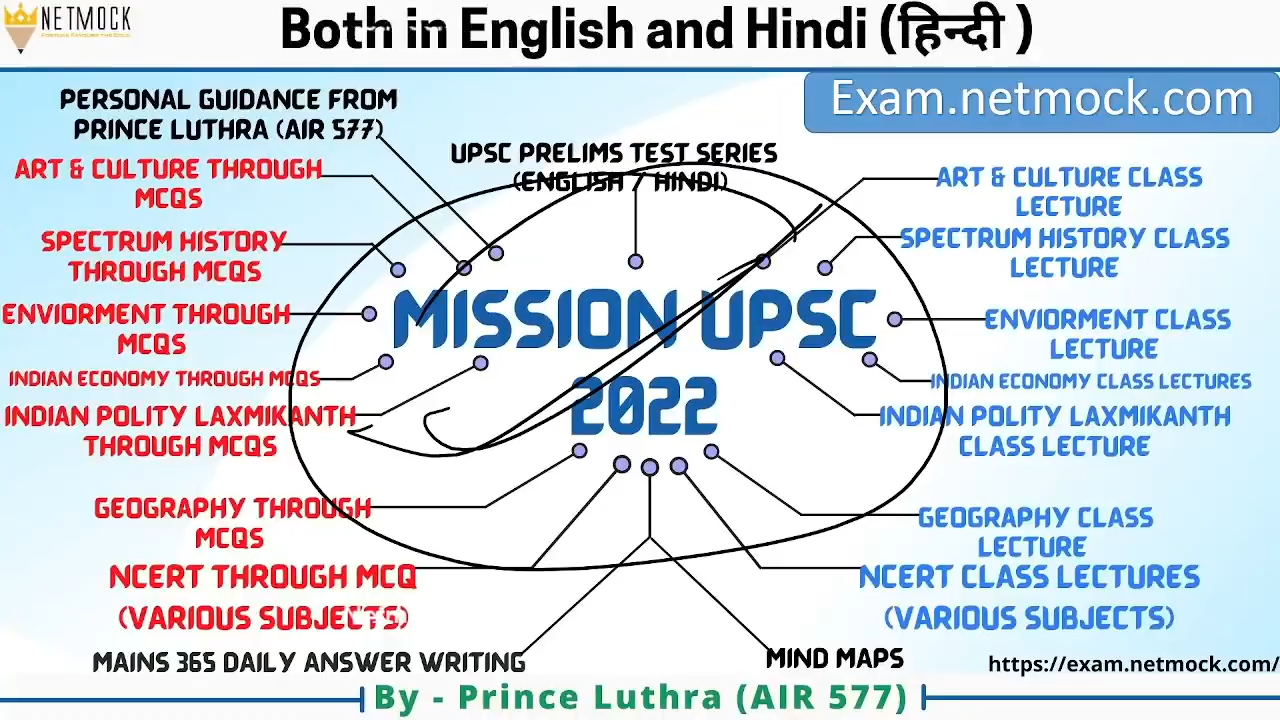 NETMOCK
Both in English and Hindi (हिन्दी )
Exam.netmock.com
PERSONAL GUIDANCE FROM
PRINCE LUTHRA (AIR 577)
UPSC PRELIMS TEST SERIES
(ENGLISH / HINDI)
ART & CULTURE THROUGH
MCQS
SPECTRUM HISTORY
THROUGH MCQS
ENVIORMENT THROUGH
MCQS
INDIAN ECONOMY THROUGH MCQS
INDIAN POLITY LAXMIKANTH
THROUGH MCQS
GEOGRAPHY THROUGH
MCQS
NCERT THROUGH MCQ
(VARIOUS SUBJECTS)
MAINS 365 DAILY ANSWER WRITING
MISSION UPSC
2022
ART & CULTURE CLASS
LECTURE
SPECTRUM HISTORY CLASS
LECTURE
ENVIORMENT CLASS
LECTURE
INDIAN ECONOMY CLASS LECTURES
INDIAN POLITY LAXMIKANTH
CLASS LECTURE
GEOGRAPHY CLASS
LECTURE
NCERT CLASS LECTURES
(VARIOUS SUBJECTS)
MIND MAPS
https://exam.netmock.com/
By - Prince Luthra (AIR 577)